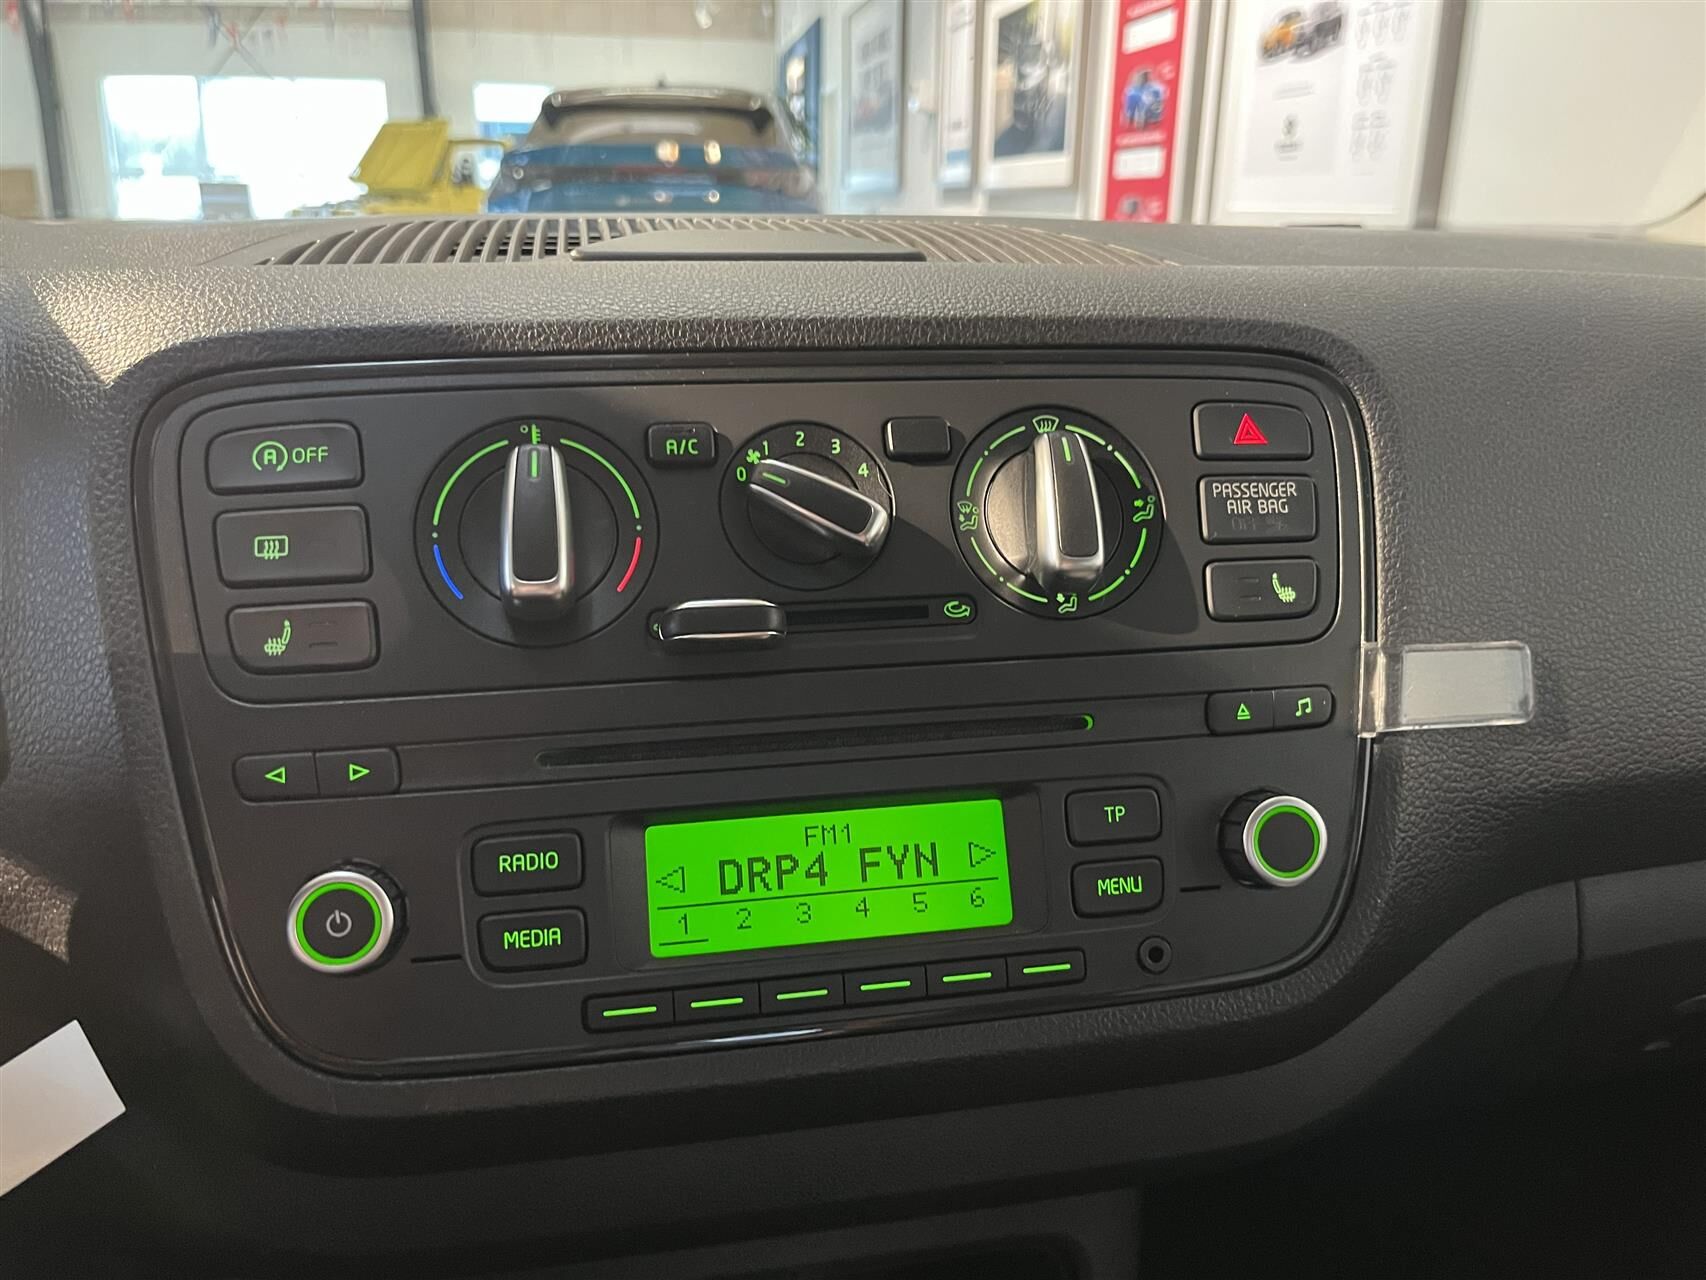 OFF
A/C
0 1 2 3 4
PASSENGER
AIR BAG
OFF
RADIO
MEDIA
FM1
DRP4 FYN
1 2 3 4 5 6
TP
MENU